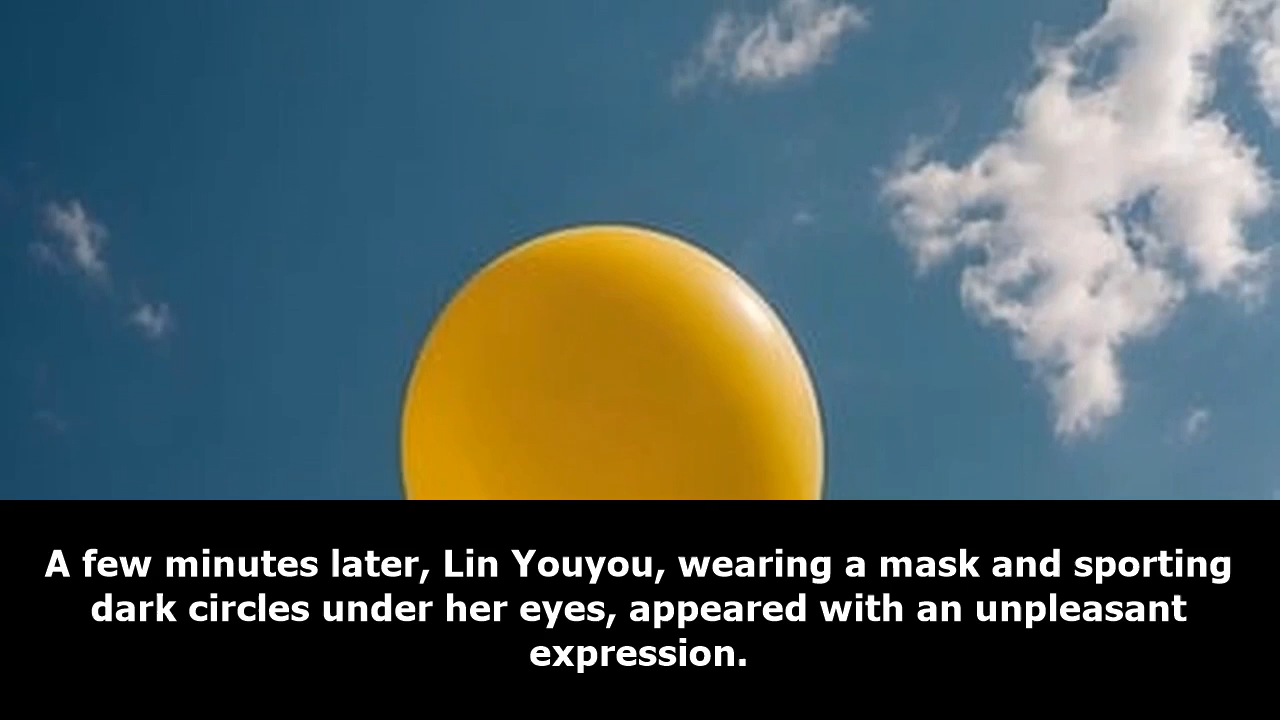 A few minutes later, Lin Youyou, wearing a mask and sporting
dark circles under her eyes, appeared with an unpleasant
expression.